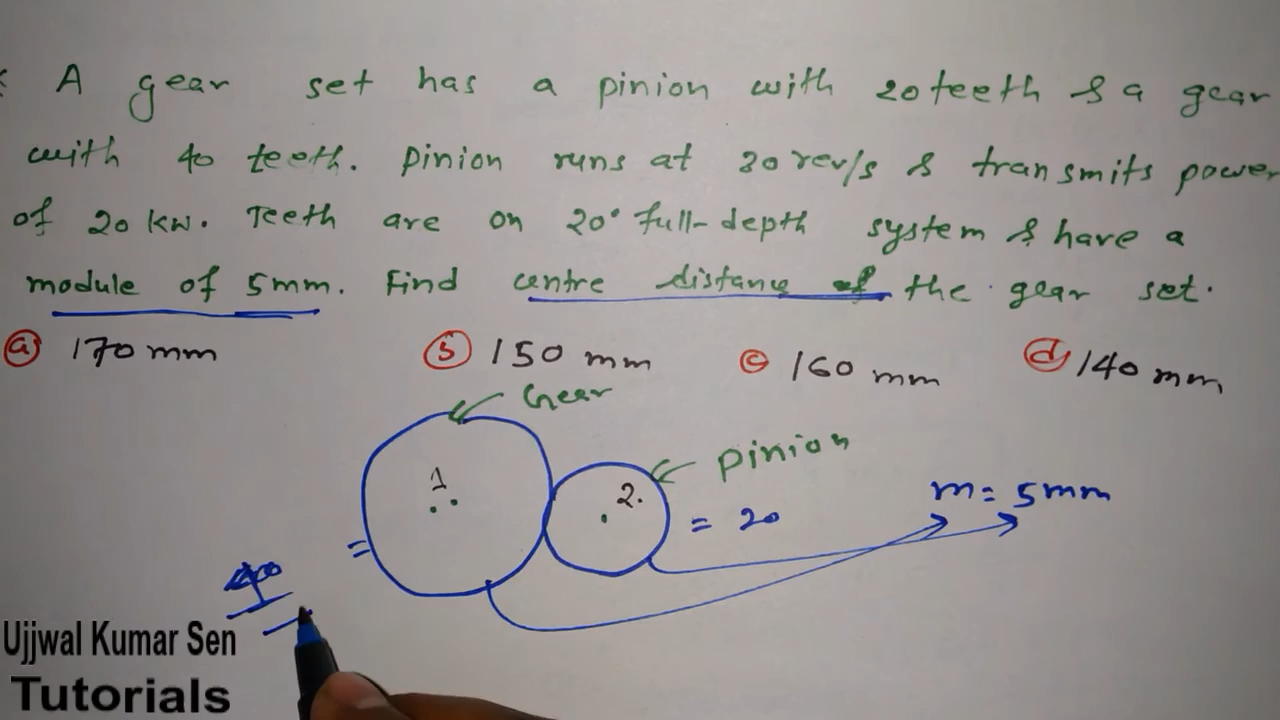 A gear set has a pinion with 20 teeth & a gear
with 40 teeth. Pinion runs at 30 rev/s & transmits power
of 20 kw. Teeth are on 20° full-depth system & have a
module of 5mm. Find centre distance of the gear set.
a 170 mm b 150 mm c 160 mm d 140 mm
Gear
Pinion
1
2.
m = 5mm
= 20
=
40
Ujjwal Kumar Sen
Tutorials